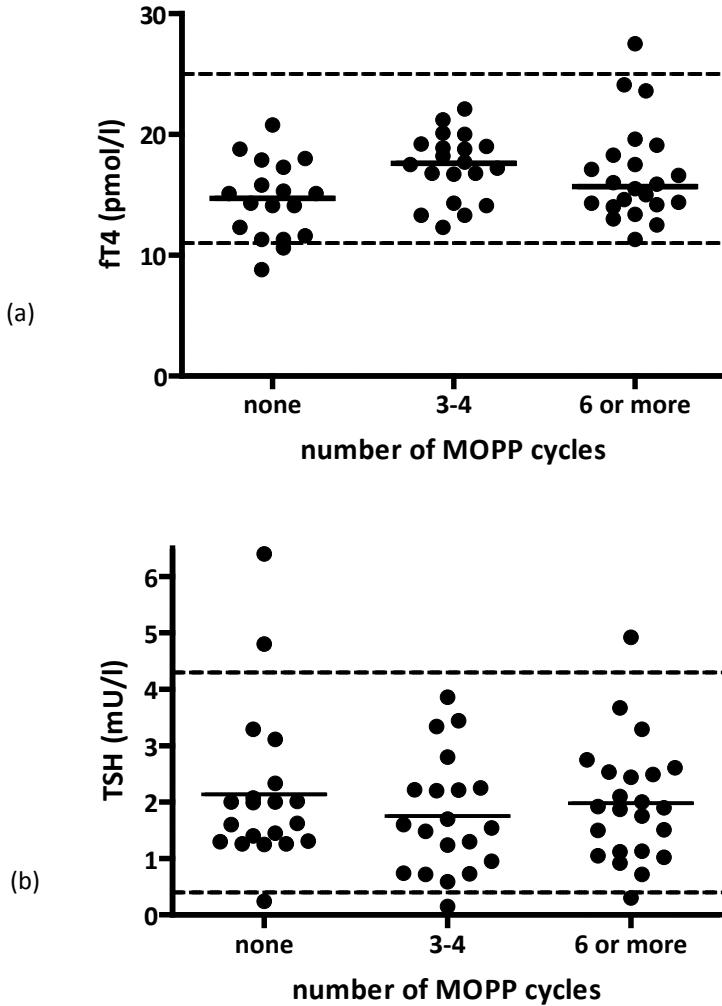 30
20
10
0
fT4 (pmol/l)
(a)
none 3-4 6 or more
number of MOPP cycles
6
5
4
3
2
1
0
TSH (mU/l)
(b)
none 3-4 6 or more
number of MOPP cycles